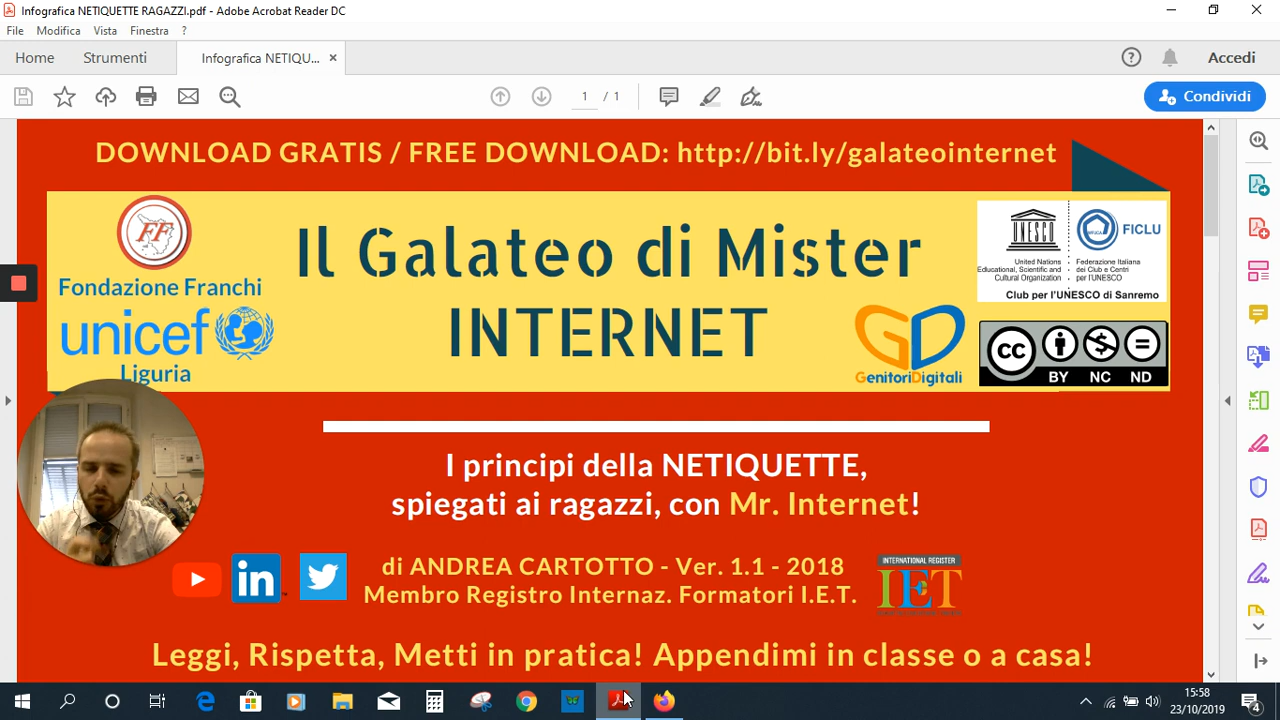 Infografica NETIQUETTE RAGAZZI.pdf - Adobe Acrobat Reader DC
File Modifica Vista Finestra ?
Home Strumenti Infografica NETIQU... × Accedi
1 / 1 Condividi
DOWNLOAD GRATIS / FREE DOWNLOAD: http://bit.ly/galateointernet
FF
Fondazione Franchi
unicef
Liguria
Il Galateo di Mister
INTERNET
UNESCO
United Nations
Educational, Scientific and
Cultural Organization
FICLU
Federazione Italiana
dei Club e Centri
per l'UNESCO
Club per l'UNESCO di Sanremo
GD
GenitoriDigitali
CC
BY NC ND
I principi della NETIQUETTE,
spiegati ai ragazzi, con Mr. Internet!
in
di ANDREA CARTOTTO - Ver. 1.1 - 2018
Membro Registro Internaz. Formatori I.E.T.
INTERNATIONAL REGISTER
IET
Leggi, Rispetta, Metti in pratica! Appendimi in classe o a casa!
15:58
23/10/2019
4